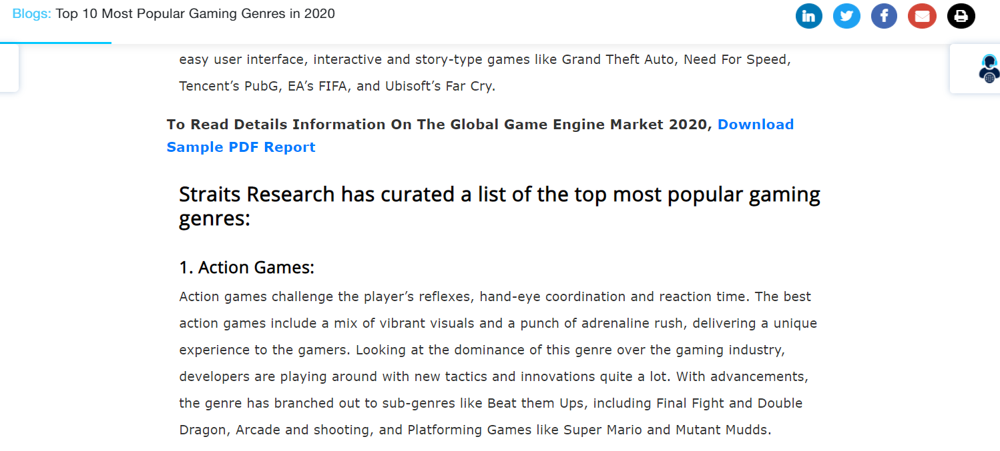 Blogs: Top 10 Most Popular Gaming Genres in 2020
in
f
easy user interface, interactive and story-type games like Grand Theft Auto, Need For Speed,
Tencent’s PubG, EA’s FIFA, and Ubisoft’s Far Cry.
To Read Details Information On The Global Game Engine Market 2020, Download
Sample PDF Report
Straits Research has curated a list of the top most popular gaming
genres:
1. Action Games:
Action games challenge the player’s reflexes, hand-eye coordination and reaction time. The best
action games include a mix of vibrant visuals and a punch of adrenaline rush, delivering a unique
experience to the gamers. Looking at the dominance of this genre over the gaming industry,
developers are playing around with new tactics and innovations quite a lot. With advancements,
the genre has branched out to sub-genres like Beat them Ups, including Final Fight and Double
Dragon, Arcade and shooting, and Platforming Games like Super Mario and Mutant Mudds.